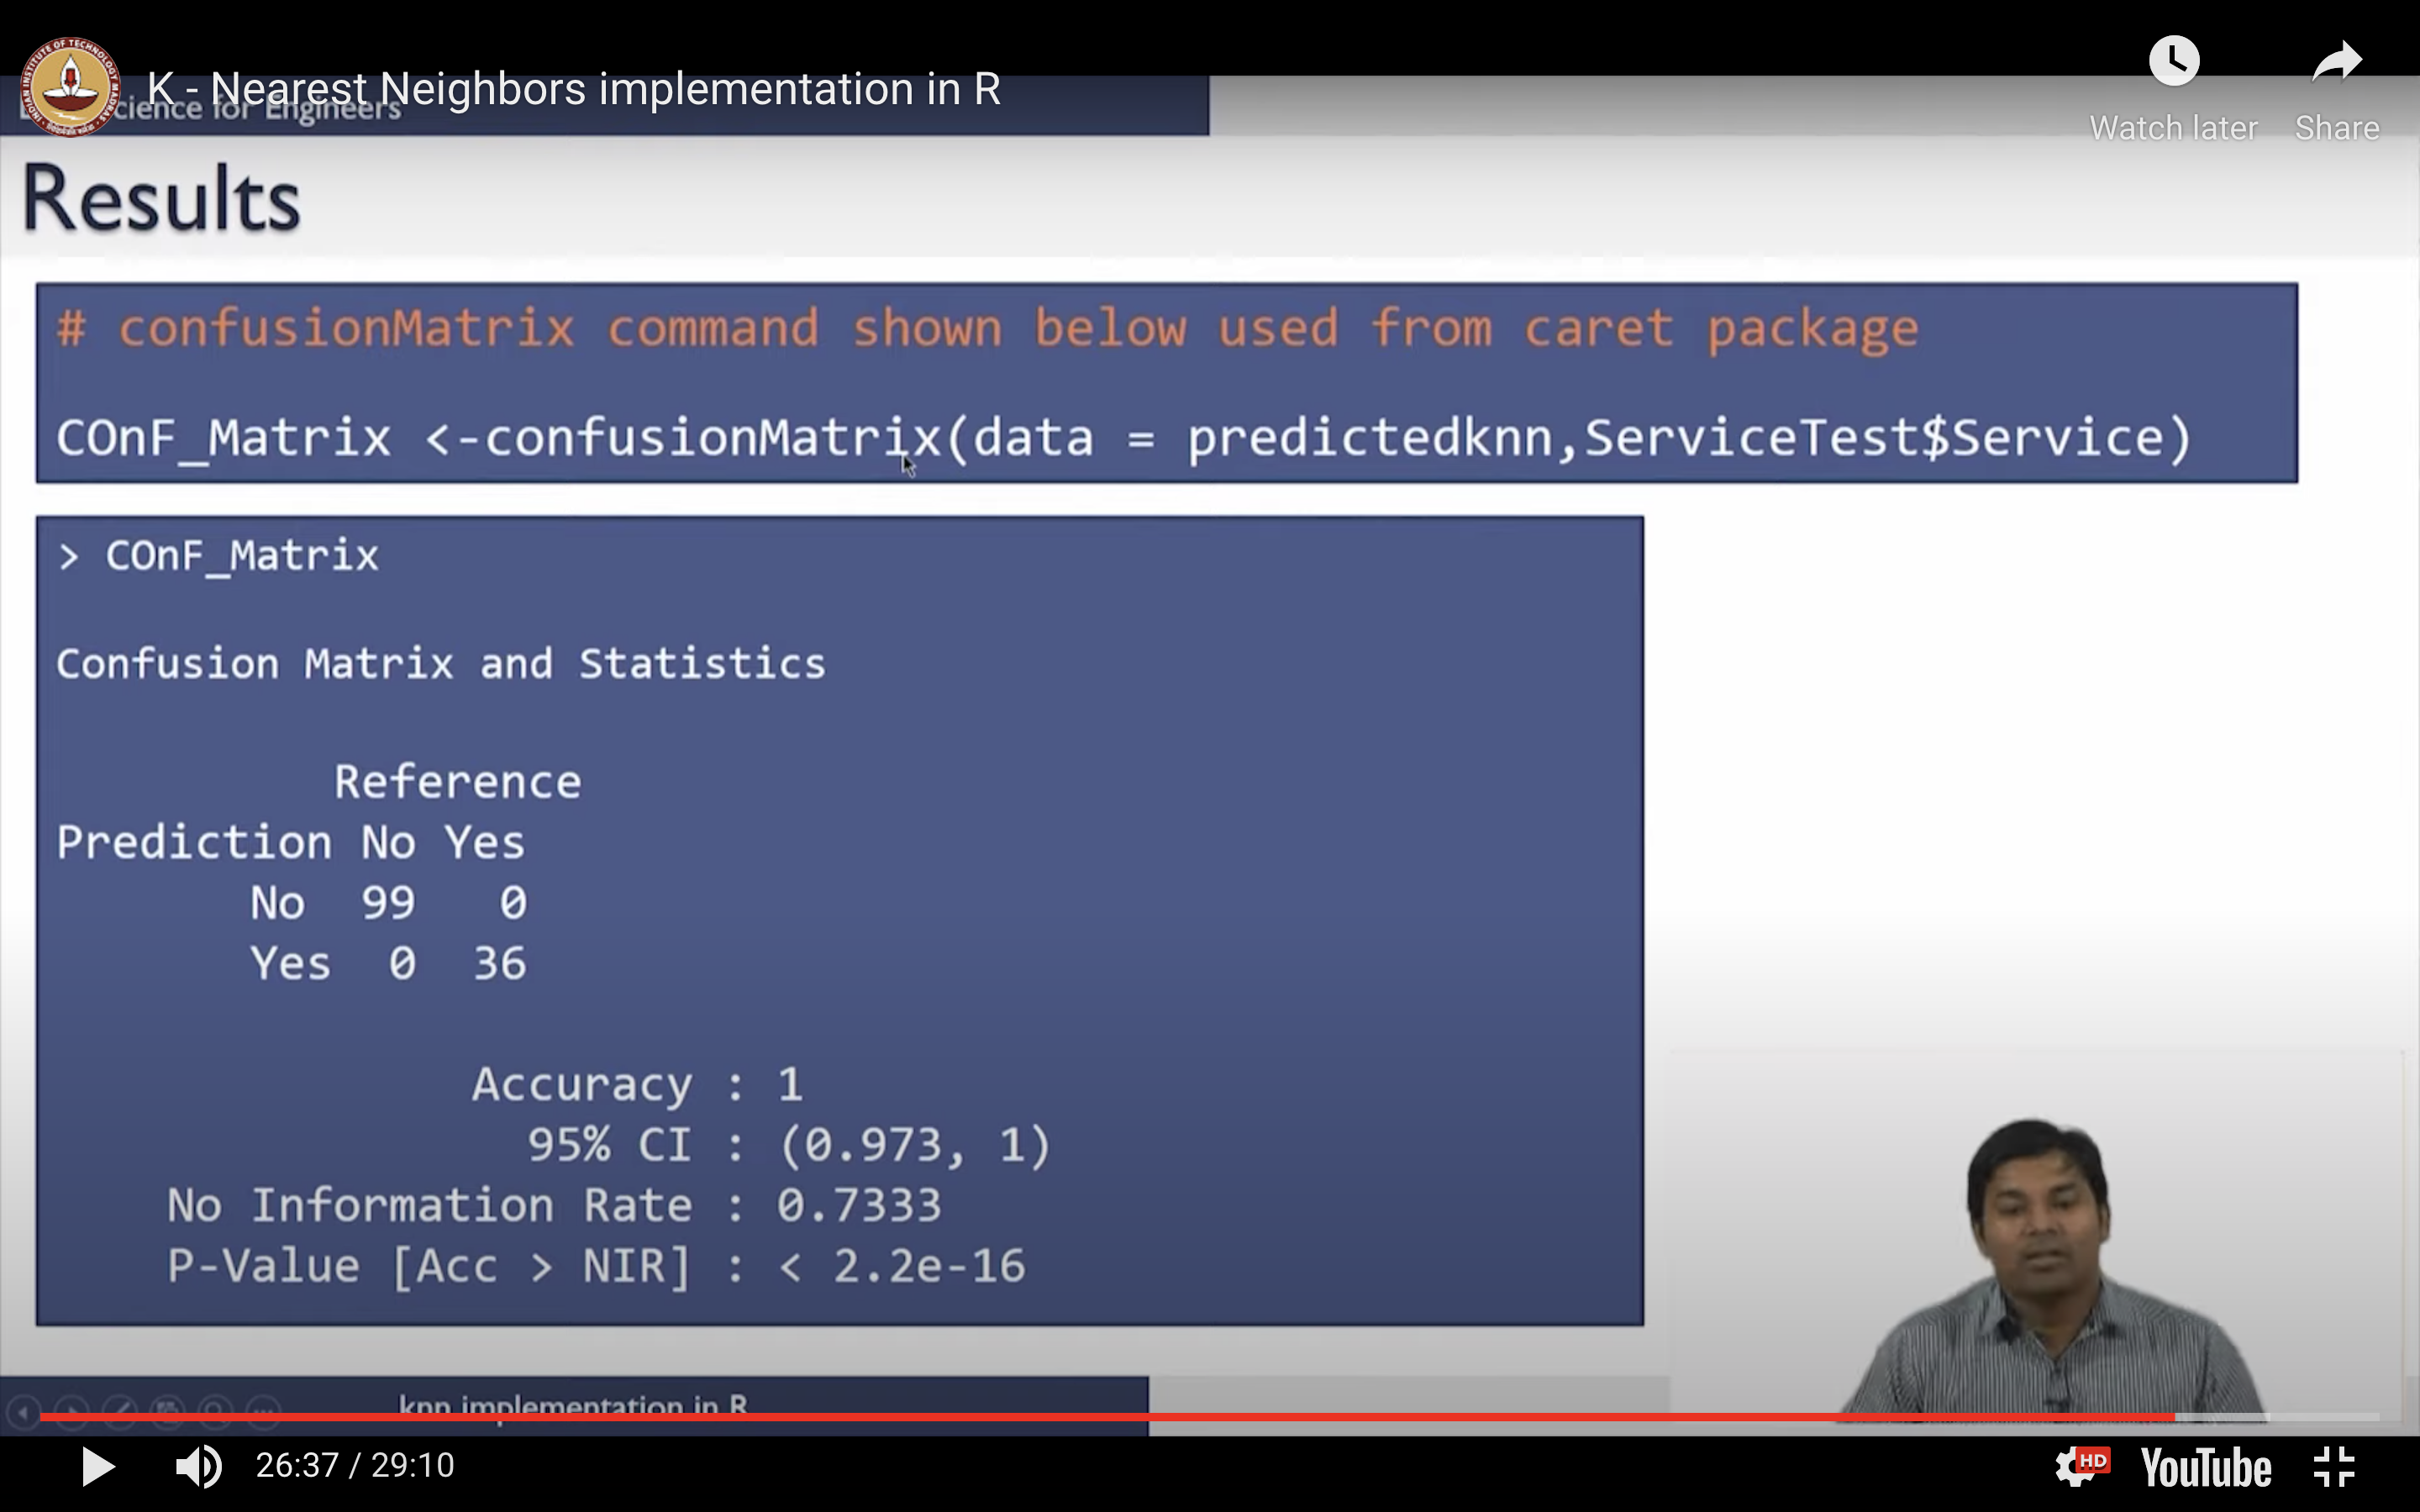 K - Nearest Neighbors implementation in R
Watch later
Share
cience for Engineers
Results
# confusionMatrix command shown below used from caret package
COnF_Matrix <-confusionMatrix(data = predictedknn,ServiceTest$Service)
> COnF_Matrix
Confusion Matrix and Statistics
Reference
Prediction No Yes
No 99 0
Yes 0 36
Accuracy : 1
95% CI : (0.973, 1)
No Information Rate : 0.7333
P-Value [Acc > NIR] : < 2.2e-16
knn implementation in R
26:37 / 29:10
HD
YouTube